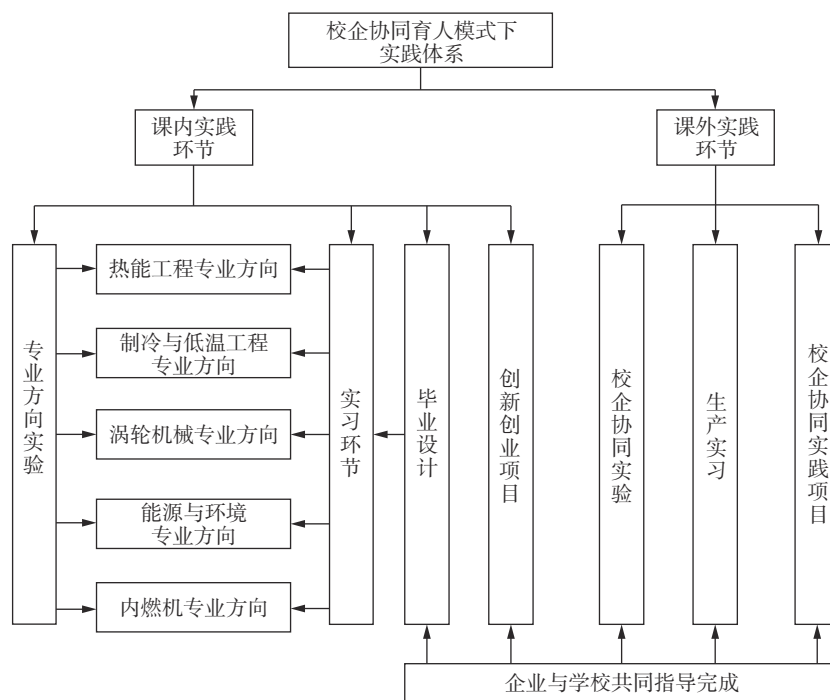 校企协同育人模式下
实践体系
课内实践
环节
课外实践
环节
专业方向实验
热能工程专业方向
制冷与低温工程
专业方向
涡轮机械专业方向
能源与环境
专业方向
内燃机专业方向
实习环节
毕业设计
创新创业项目
校企协同实验
生产实习
校企协同实践项目
企业与学校共同指导完成